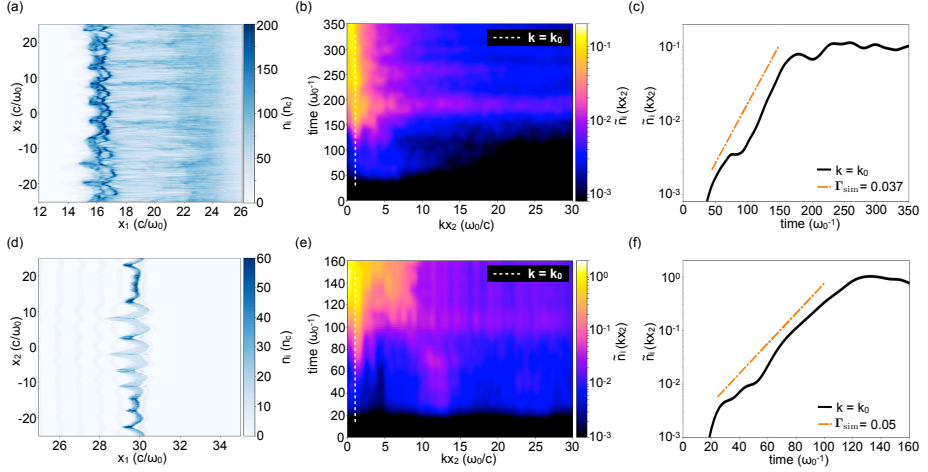 (a)
x₂ (c/ω₀)
20
10
0
-10
-20
12 14 16 18 20 22 24 26
x₁ (c/ω₀)
200
150
100
50
0
nᵢ (n_c)
(b)
time (ω₀⁻¹)
350
300
250
200
150
100
50
0
k = k₀
0 5 10 15 20 25 30
kx₂ (ω₀/c)
10⁻¹
10⁻²
10⁻³
ñᵢ (kx₂)
(c)
ñᵢ (kx₂)
10⁻¹
10⁻²
10⁻³
k = k₀
Γsim = 0.037
0 50 100 150 200 250 300 350
time (ω₀⁻¹)
(d)
x₂ (c/ω₀)
20
10
0
-10
-20
26 28 30 32 34
x₁ (c/ω₀)
60
50
40
30
20
10
0
nᵢ (n_c)
(e)
time (ω₀⁻¹)
160
140
120
100
80
60
40
20
0
k = k₀
0 5 10 15 20 25 30
kx₂ (ω₀/c)
10⁰
10⁻¹
10⁻²
10⁻³
ñᵢ (kx₂)
(f)
ñᵢ (kx₂)
10⁰
10⁻¹
10⁻²
10⁻³
k = k₀
Γsim = 0.05
0 20 40 60 80 100 120 140 160
time (ω₀⁻¹)